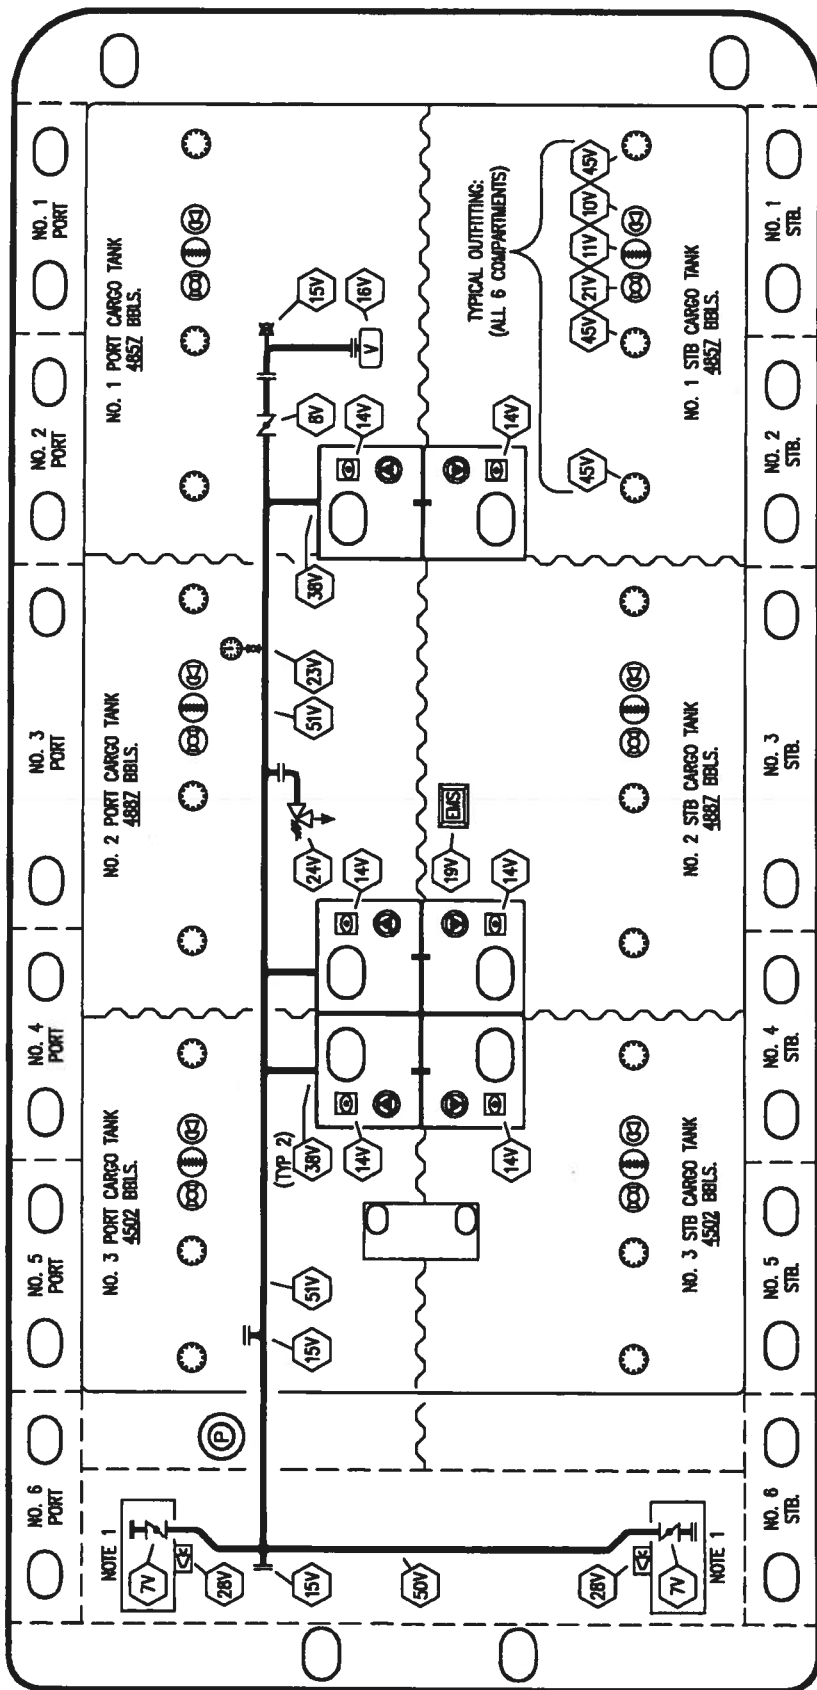 NO. 1
PORT
NO. 2
PORT
NO. 3
PORT
NO. 4
PORT
NO. 5
PORT
NO. 6
PORT
NO. 1 PORT CARGO TANK
4857 BBLS.
NO. 2 PORT CARGO TANK
4887 BBLS.
NO. 3 PORT CARGO TANK
4502 BBLS.
15V
16V
V
8V
14V
14V
38V
23V
51V
24V
14V
19V
EMS
14V
14V
38V
(TYP 2)
14V
51V
15V
P
NOTE 1
7V
28V
15V
50V
28V
7V
NOTE 1
TYPICAL OUTFITTING:
(ALL 6 COMPARTMENTS)
45V
45V
21V
11V
10V
45V
NO. 1 STB CARGO TANK
4857 BBLS.
NO. 2 STB CARGO TANK
4887 BBLS.
NO. 3 STB CARGO TANK
4502 BBLS.
NO. 1
STB.
NO. 2
STB.
NO. 3
STB.
NO. 4
STB.
NO. 5
STB.
NO. 6
STB.